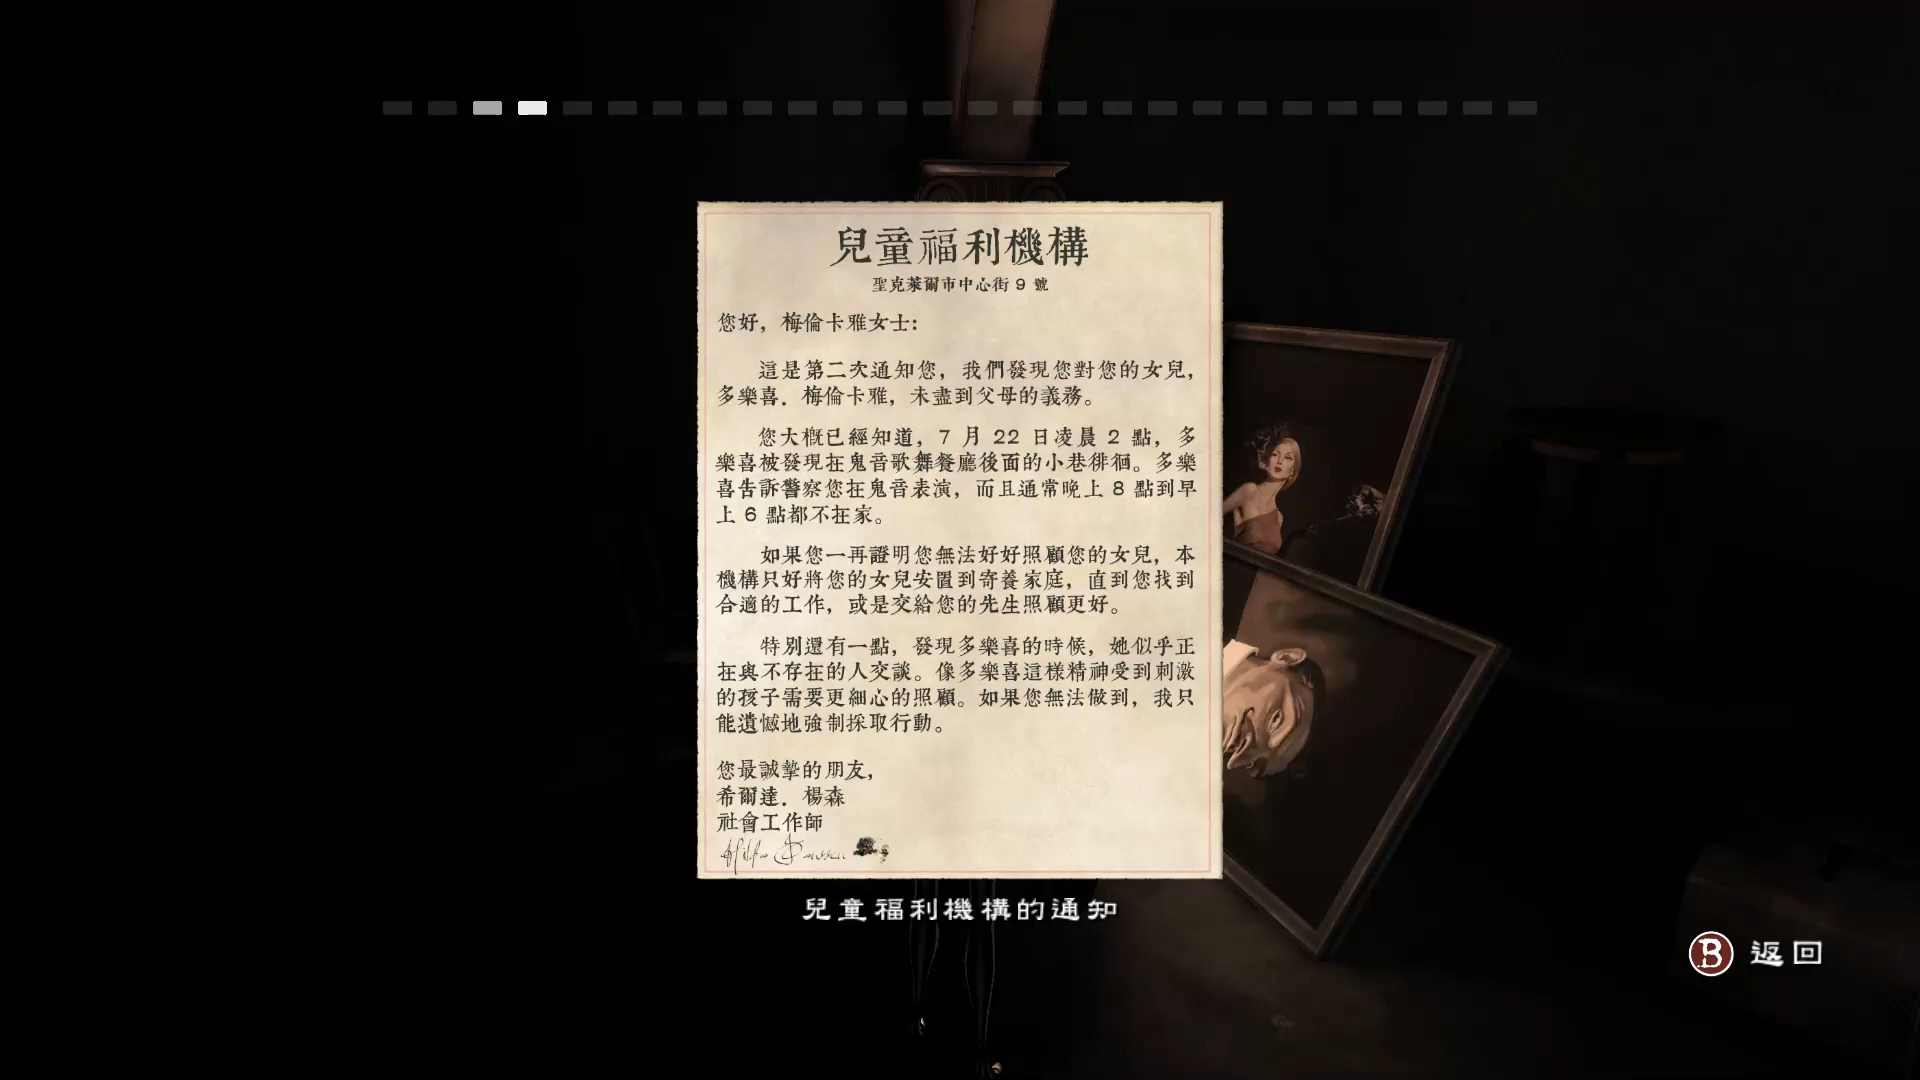 兒童福利機構
聖克萊爾市中心街 9 號
您好，梅倫卡雅女士：
這是第二次通知您，我們發現您對您的女兒，
多樂喜．梅倫卡雅，未盡到父母的義務。
您大概已經知道，7 月 22 日凌晨 2 點，多
樂喜被發現在鬼音歌舞餐廳後面的小巷徘徊。多樂
喜告訴警察您在鬼音表演，而且通常晚上 8 點到早
上 6 點都不在家。
如果您一再證明您無法好好照顧您的女兒，本
機構只好將您的女兒安置到寄養家庭，直到您找到
合適的工作，或是交給您的先生照顧更好。
特別還有一點，發現多樂喜的時候，她似乎正
在與不存在的人交談。像多樂喜這樣精神受到刺激
的孩子需要更細心的照顧。如果您無法做到，我只
能遺憾地強制採取行動。
您最誠摯的朋友，
希爾達．楊森
社會工作師
兒童福利機構的通知
B 返回